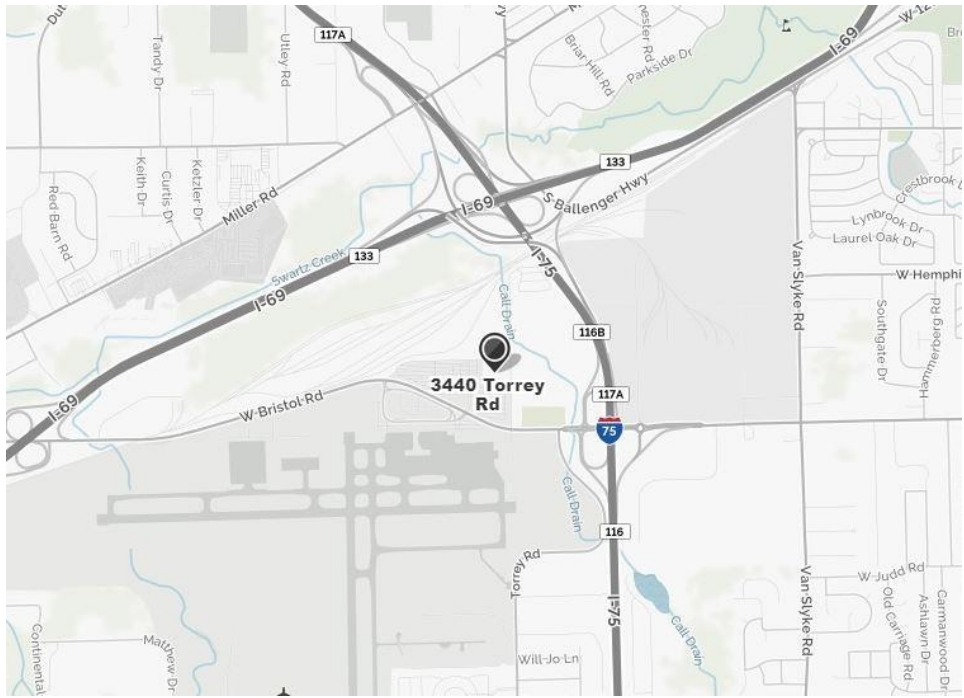 117A
Utley Rd
Tandy Dr
Briar Hill Rd
Parkside Dr
I-69
Keith Dr
Curtis Dr
Ketzler Dr
Red Barn Rd
Miller Rd
133
S Ballenger Hwy
I-69
Swartz Creek
133
I-69
I-75
Call Drain
Van Slyke Rd
Crestbrook
Lynbrook Dr
Laurel Oak Dr
W Hemphi
Southgate Dr
Hammerberg Rd
116B
3440 Torrey
Rd
117A
75
W Bristol Rd
I-69
Call Drain
116
Torrey Rd
I-75
Call Drain
Van Slyke Rd
W Judd Rd
Old Carriage Rd
Ashlawn Dr
Carmanwood Dr
Will Jo Ln
Matthew Dr
Continental